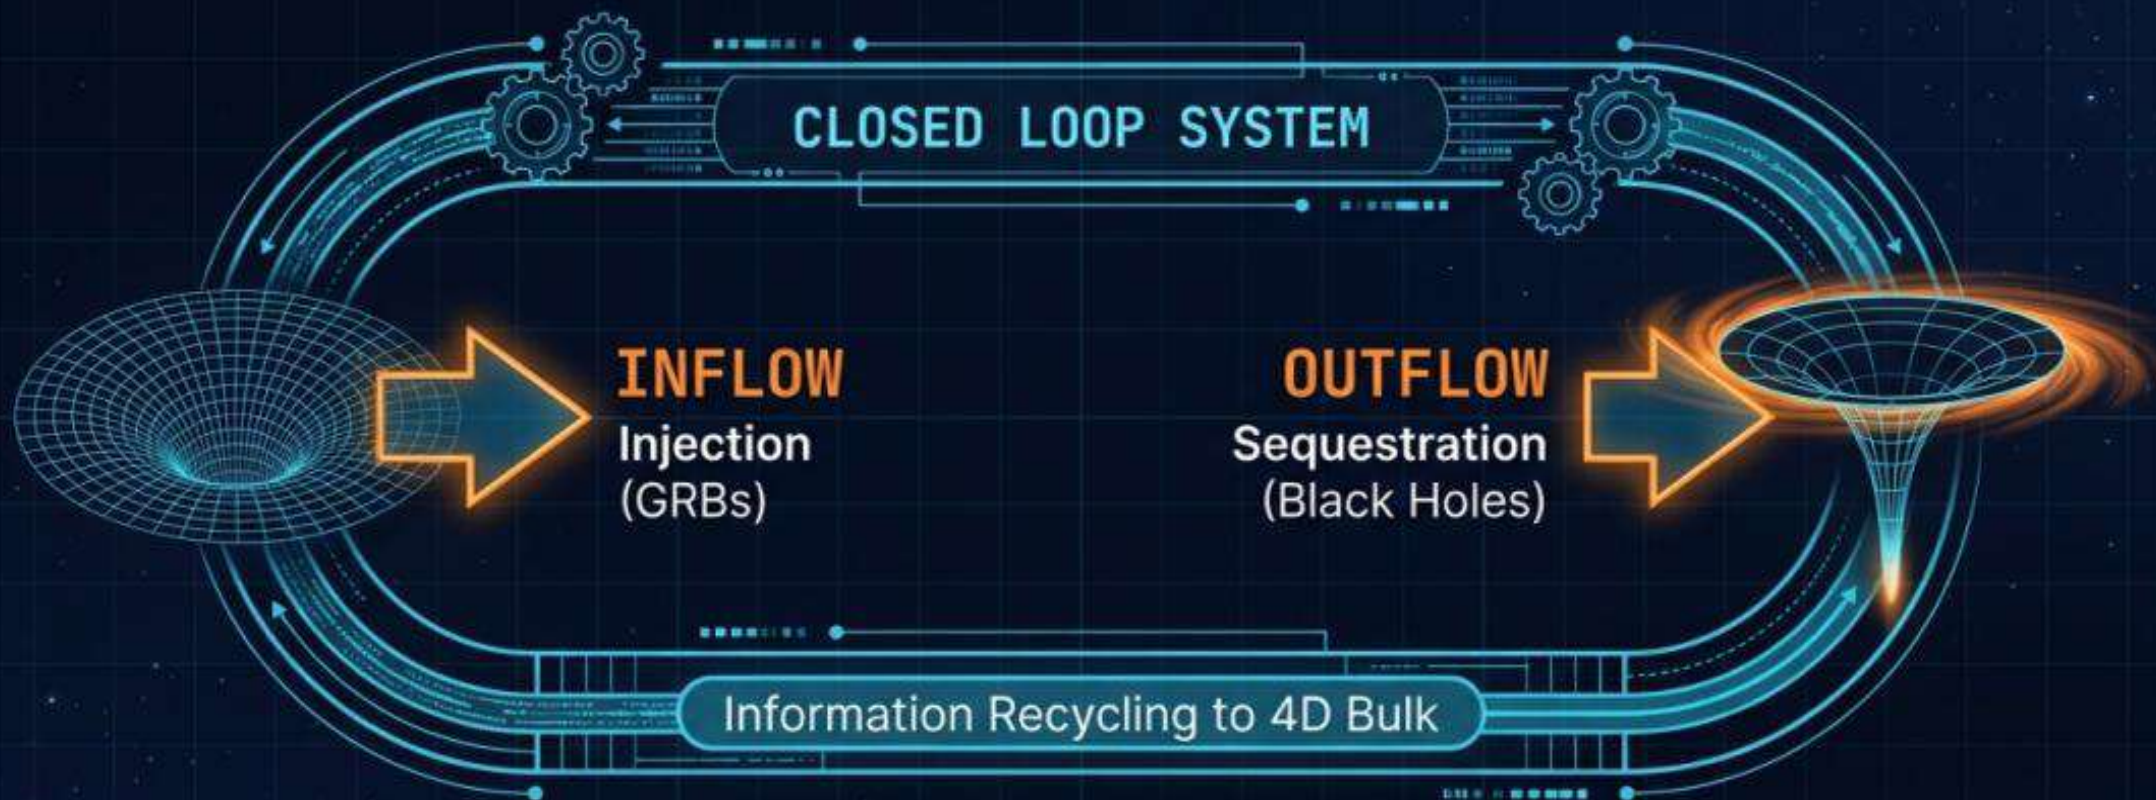 CLOSED LOOP SYSTEM
INFLOW
Injection
(GRBs)
OUTFLOW
Sequestration
(Black Holes)
Information Recycling to 4D Bulk